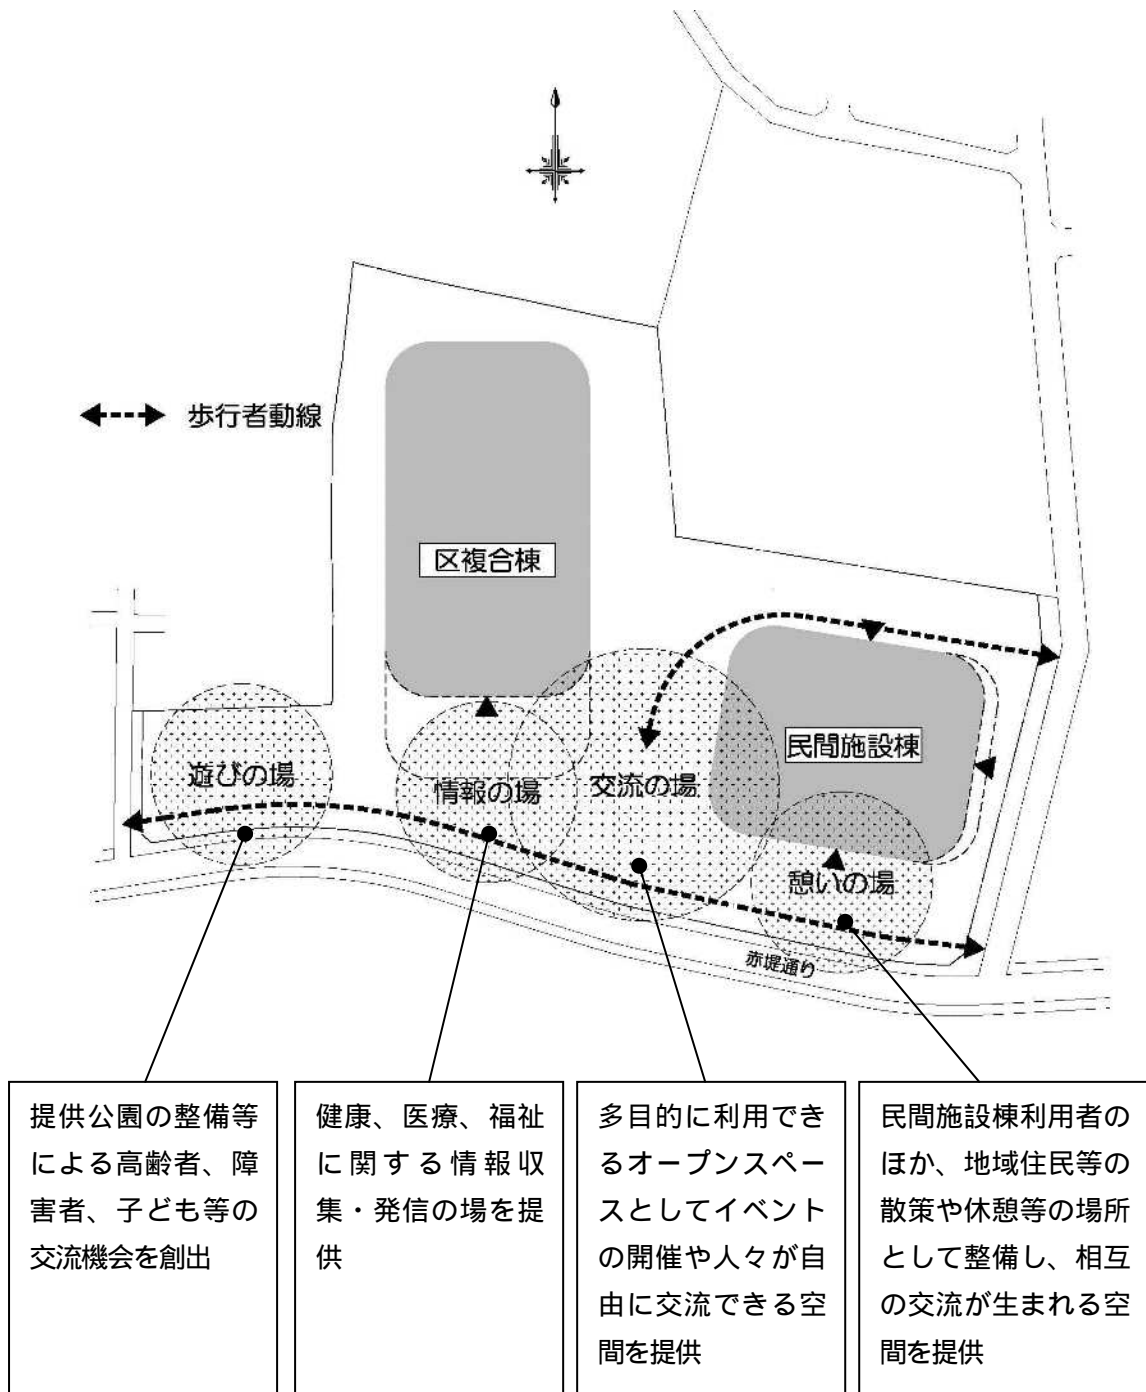 歩行者動線
区複合棟
民間施設棟
遊びの場
情報の場
交流の場
憩いの場
赤堤通り
提供公園の整備等
による高齢者、障
害者、子ども等の
交流機会を創出
健康、医療、福祉
に関する情報収
集・発信の場を提
供
多目的に利用でき
るオープンスペー
スとしてイベント
の開催や人々が自
由に交流できる空
間を提供
民間施設棟利用者の
ほか、地域住民等の
散策や休憩等の場所
として整備し、相互
の交流が生まれる空
間を提供